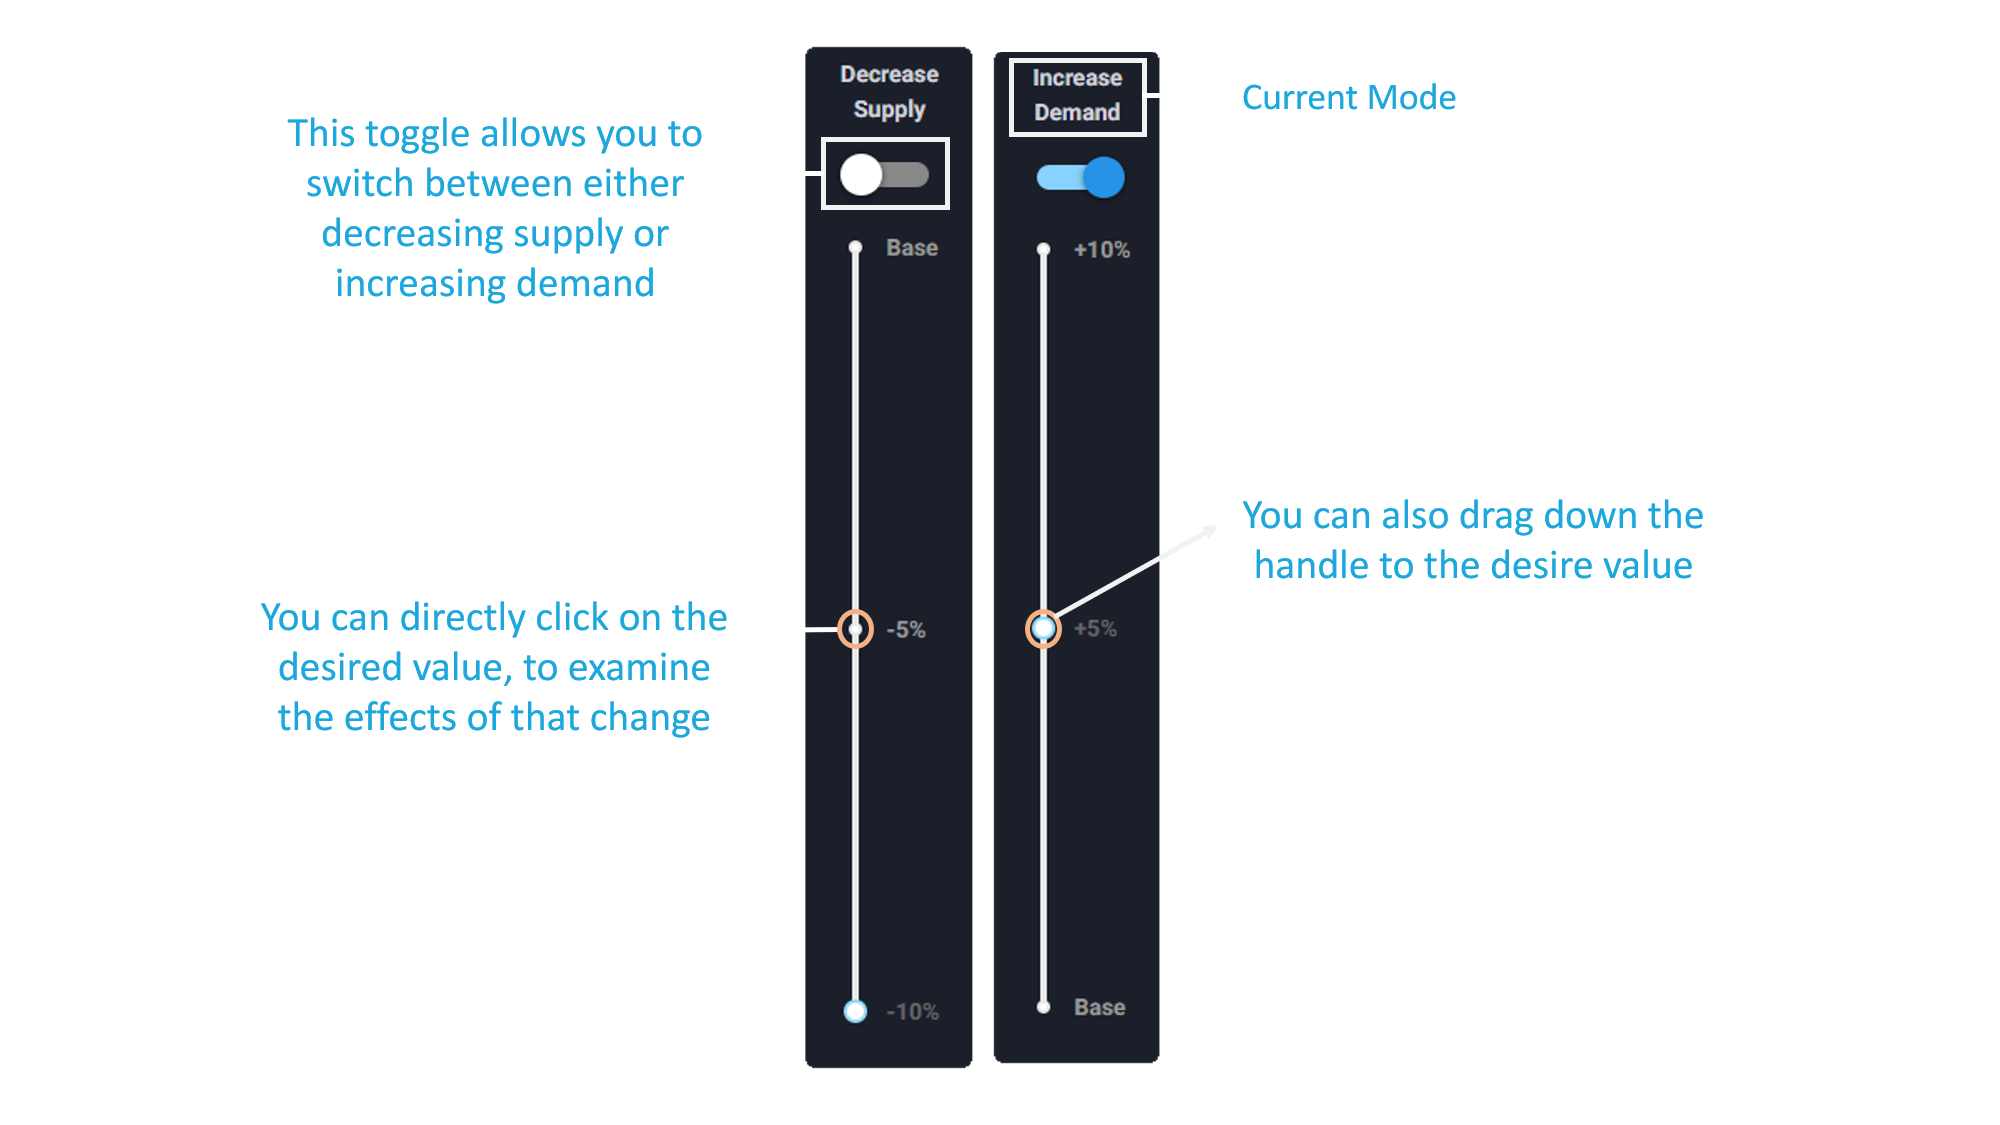 This toggle allows you to
switch between either
decreasing supply or
increasing demand
You can directly click on the
desired value, to examine
the effects of that change
Decrease
Supply
Base
-5%
-10%
Increase
Demand
+10%
+5%
Base
Current Mode
You can also drag down the
handle to the desire value